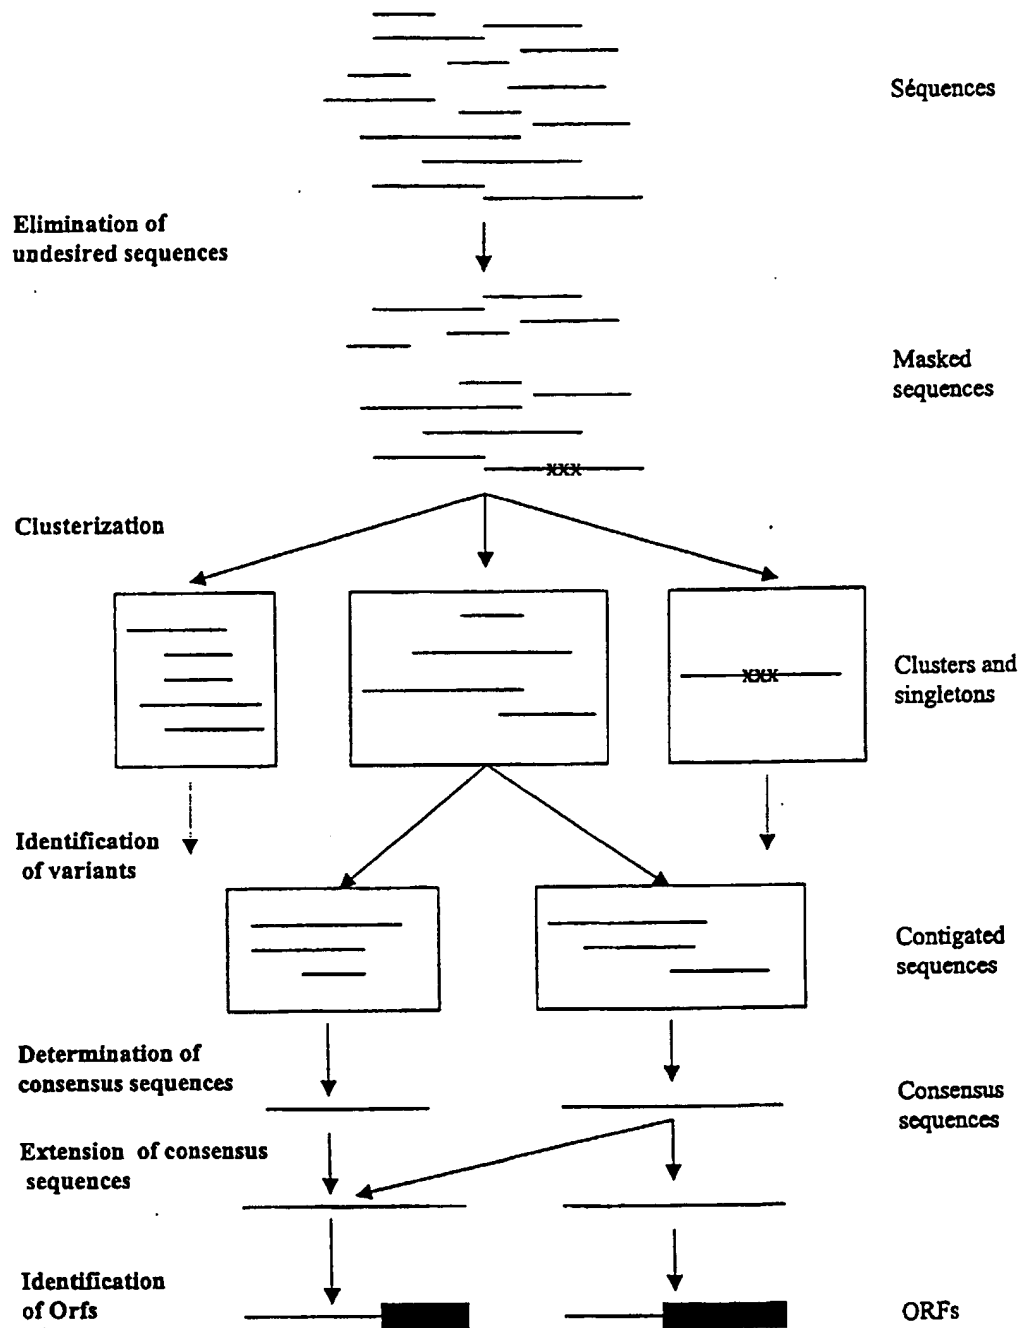 Séquences
Elimination of
undesired sequences
Masked
sequences
xxx
Clusterization
Clusters and
singletons
xxx
Identification
of variants
Contigated
sequences
Determination of
consensus sequences
Consensus
sequences
Extension of consensus
sequences
Identification
of Orfs
ORFs